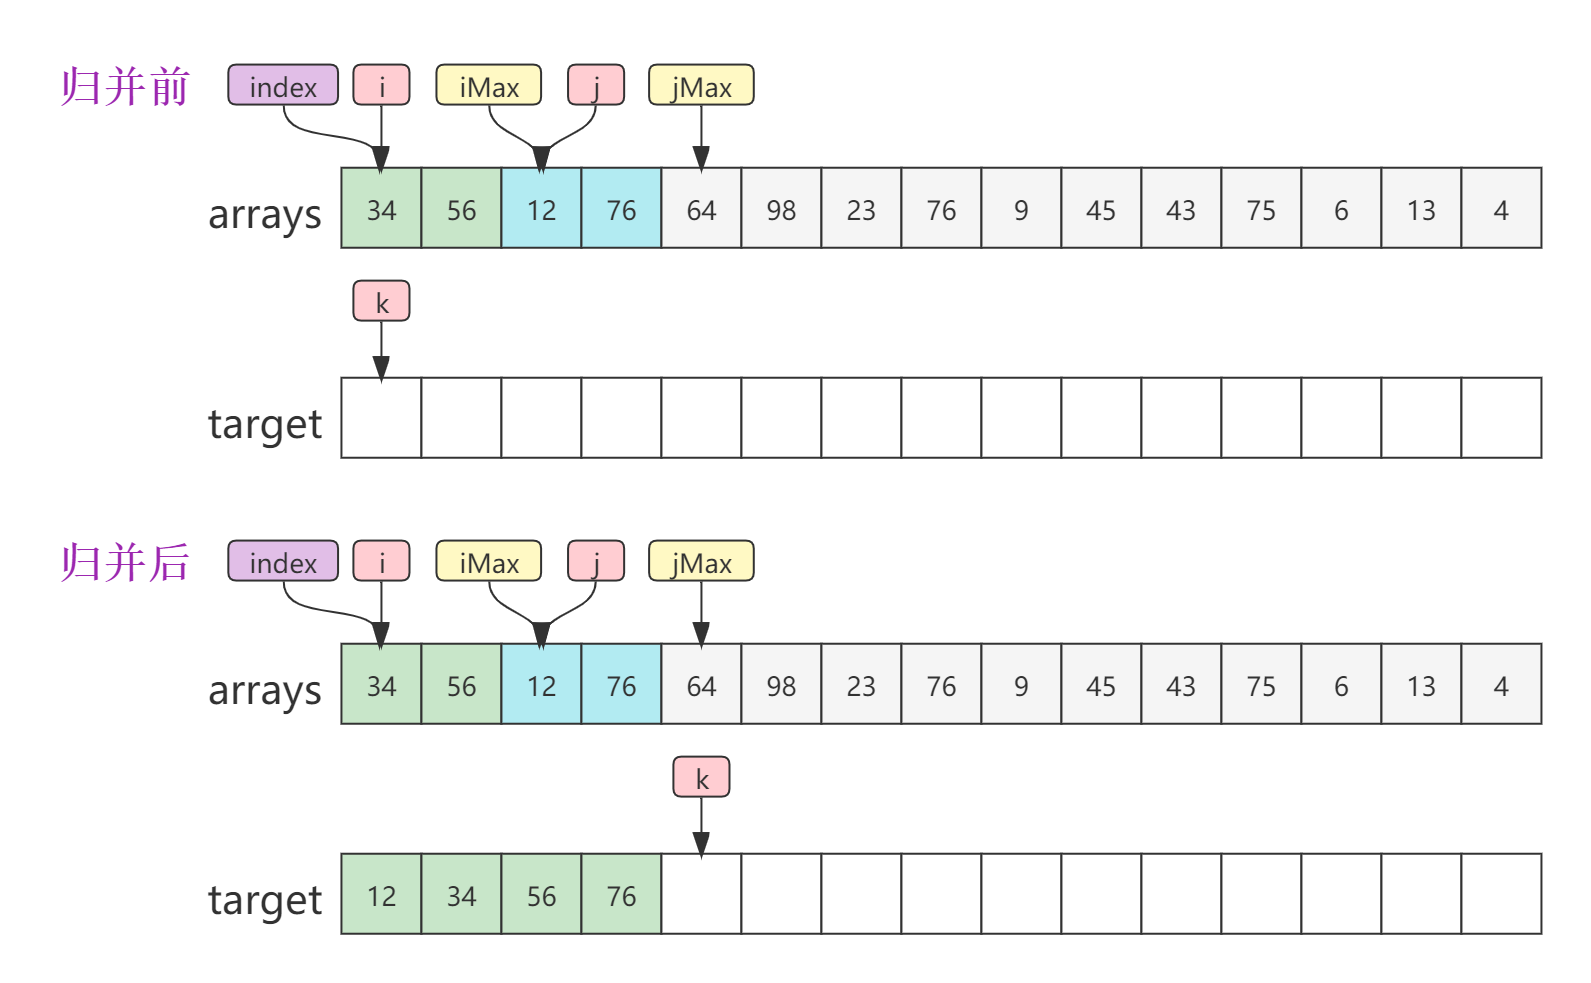 归并前 index i iMax j jMax
arrays 34 56 12 76 64 98 23 76 9 45 43 75 6 13 4
k
target
归并后 index i iMax j jMax
arrays 34 56 12 76 64 98 23 76 9 45 43 75 6 13 4
k
target 12 34 56 76